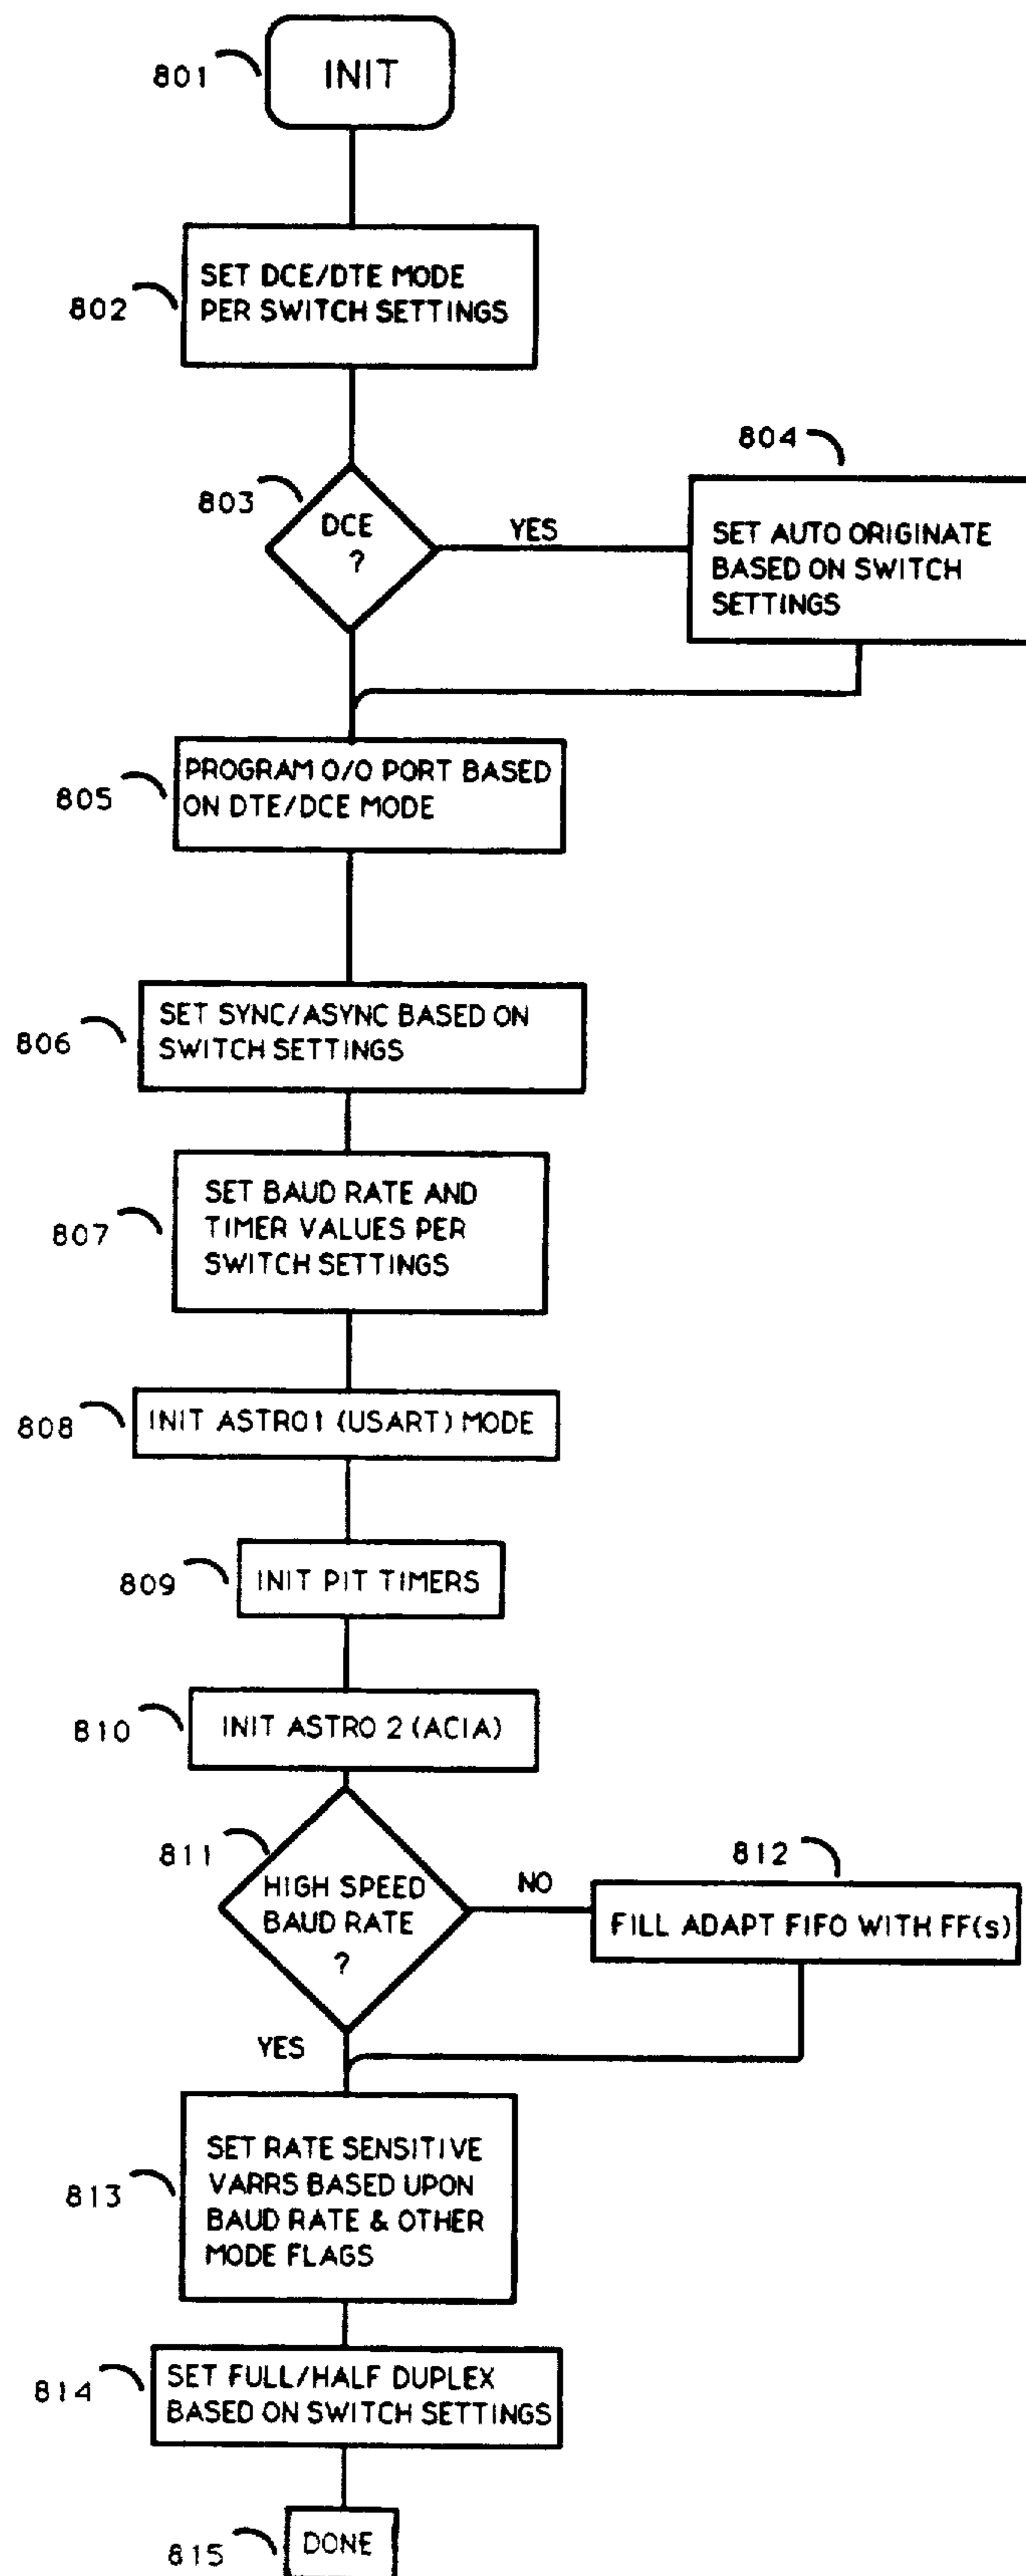 801
INIT
802
SET DCE/DTE MODE
PER SWITCH SETTINGS
803
DCE
?
YES
804
SET AUTO ORIGINATE
BASED ON SWITCH
SETTINGS
805
PROGRAM O/O PORT BASED
ON DTE/DCE MODE
806
SET SYNC/ASYNC BASED ON
SWITCH SETTINGS
807
SET BAUD RATE AND
TIMER VALUES PER
SWITCH SETTINGS
808
INIT ASTRO1 (USART) MODE
809
INIT PIT TIMERS
810
INIT ASTRO 2 (ACIA)
811
HIGH SPEED
BAUD RATE
?
NO
812
FILL ADAPT FIFO WITH FF(s)
YES
813
SET RATE SENSITIVE
VARRS BASED UPON
BAUD RATE & OTHER
MODE FLAGS
814
SET FULL/HALF DUPLEX
BASED ON SWITCH SETTINGS
815
DONE